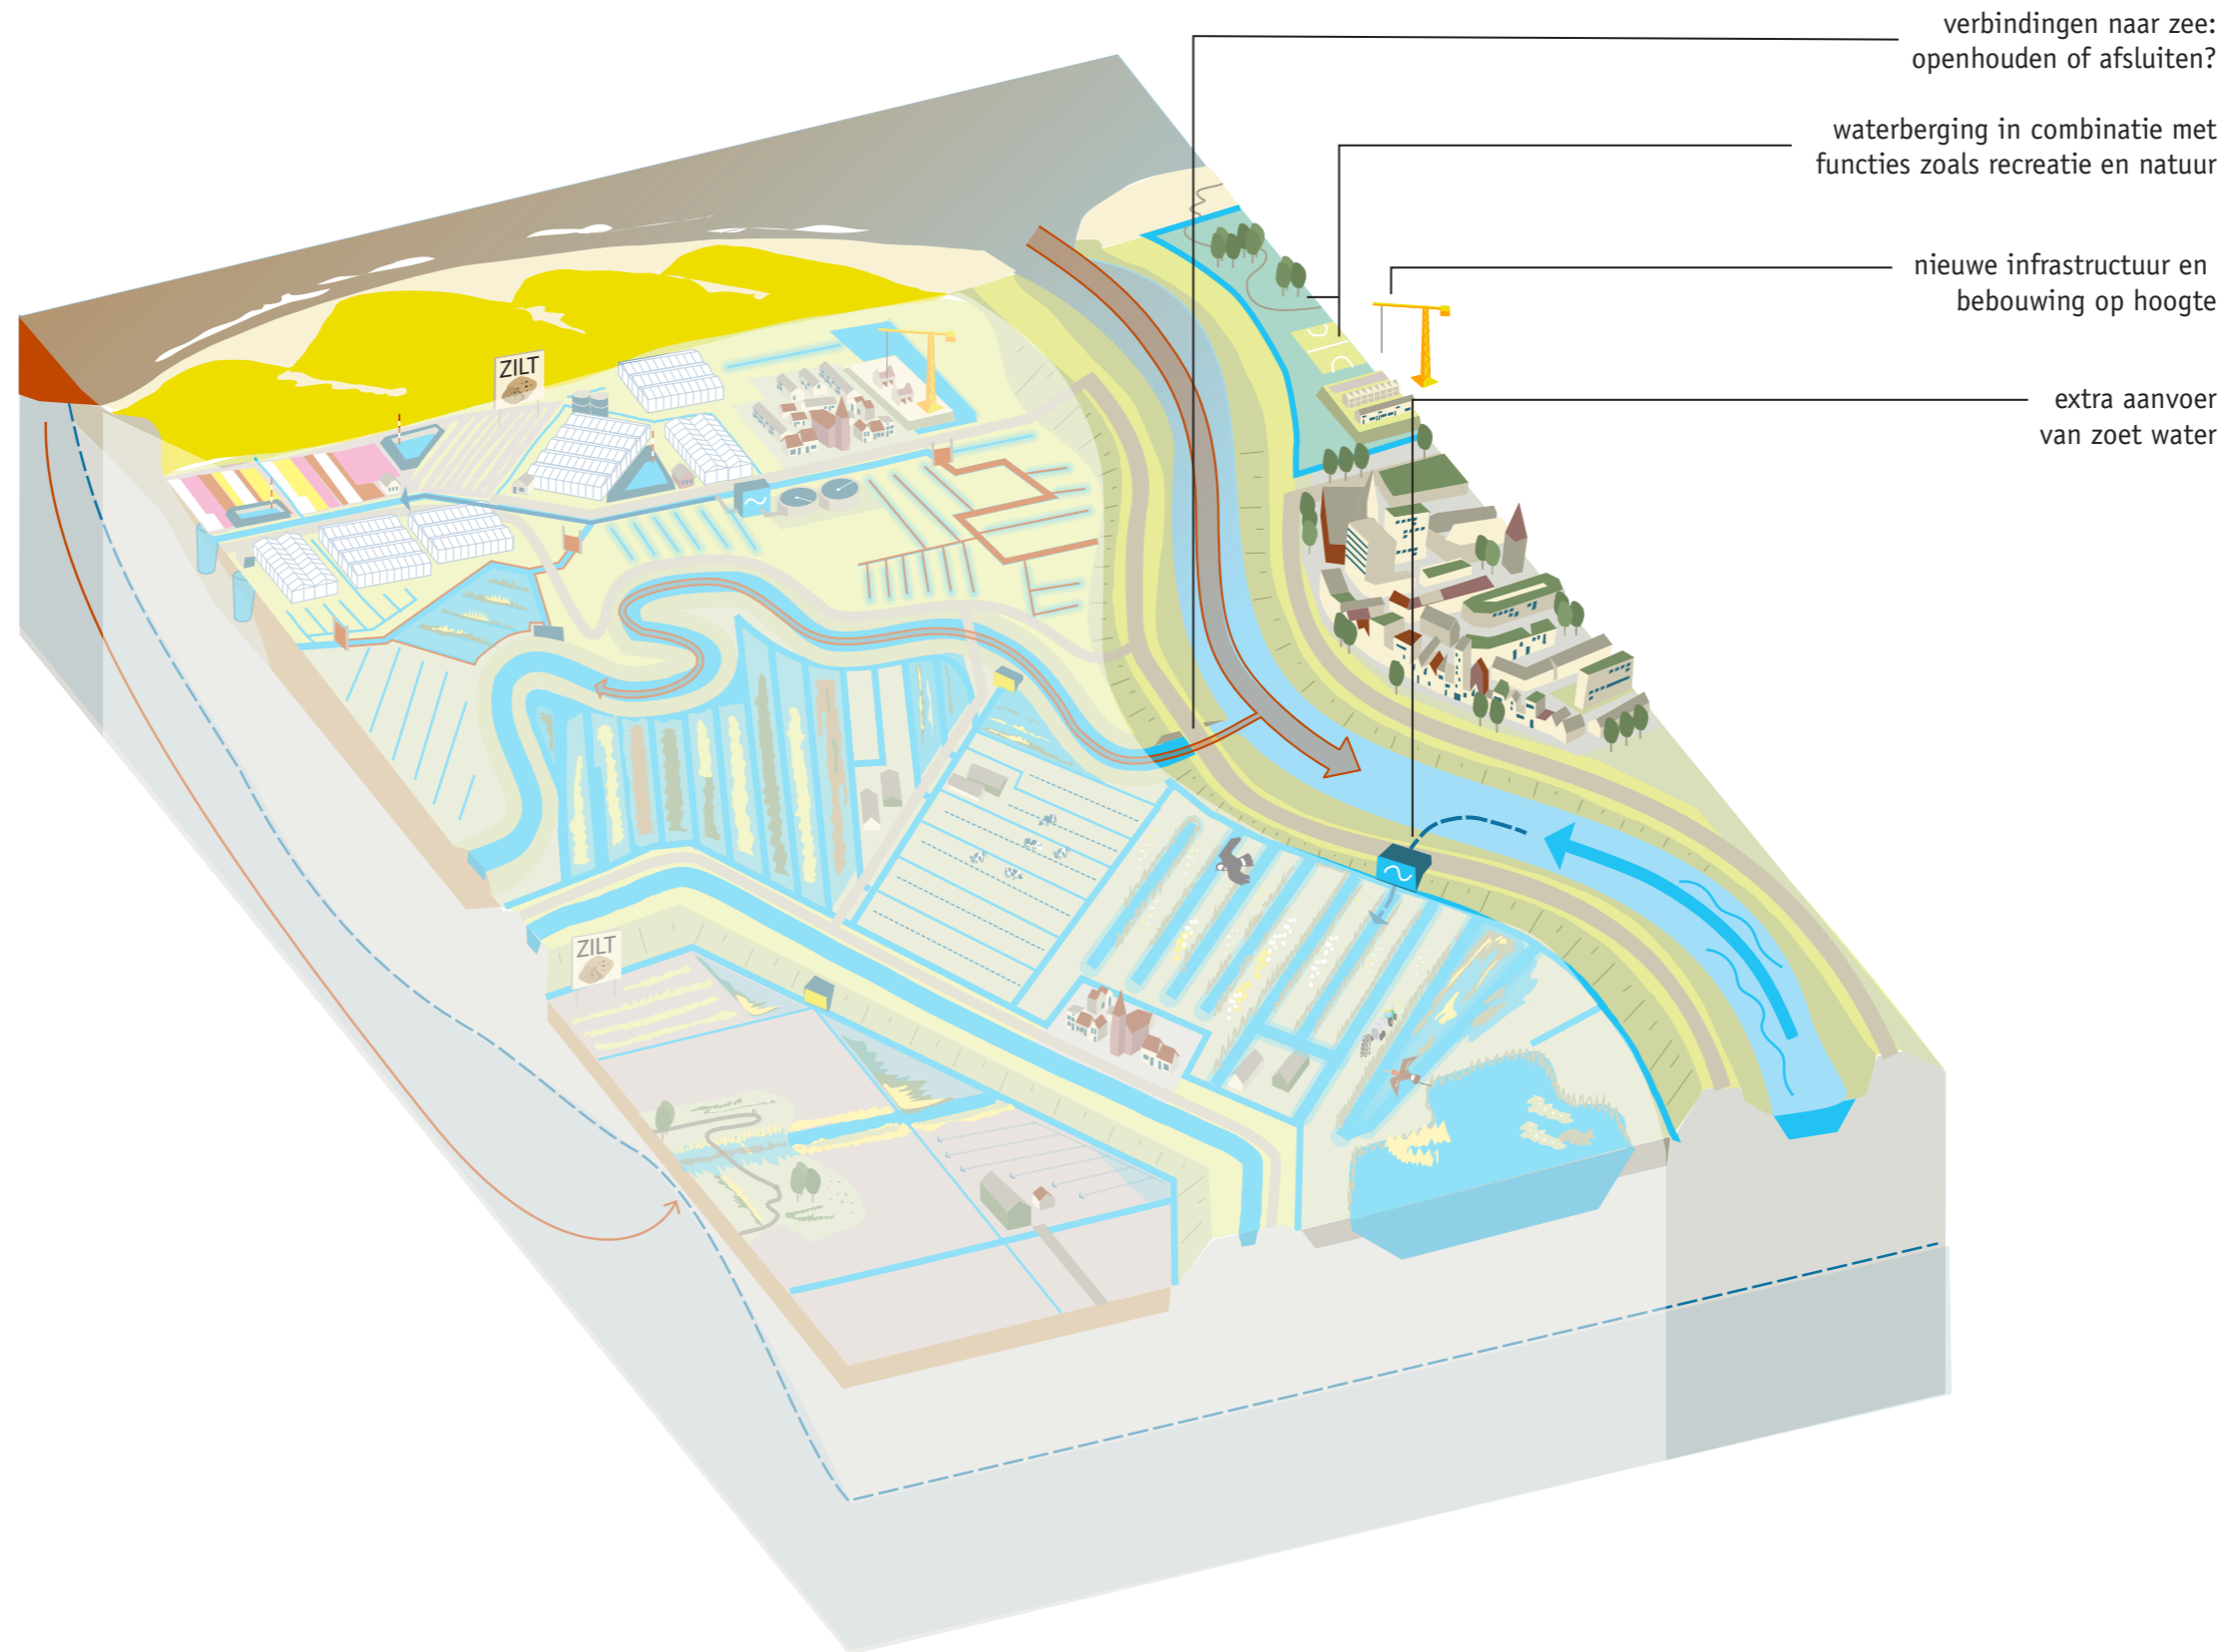 verbindingen naar zee:
openhouden of afsluiten?
waterberging in combinatie met
functies zoals recreatie en natuur
nieuwe infrastructuur en
bebouwing op hoogte
extra aanvoer
van zoet water
ZILT
ZILT